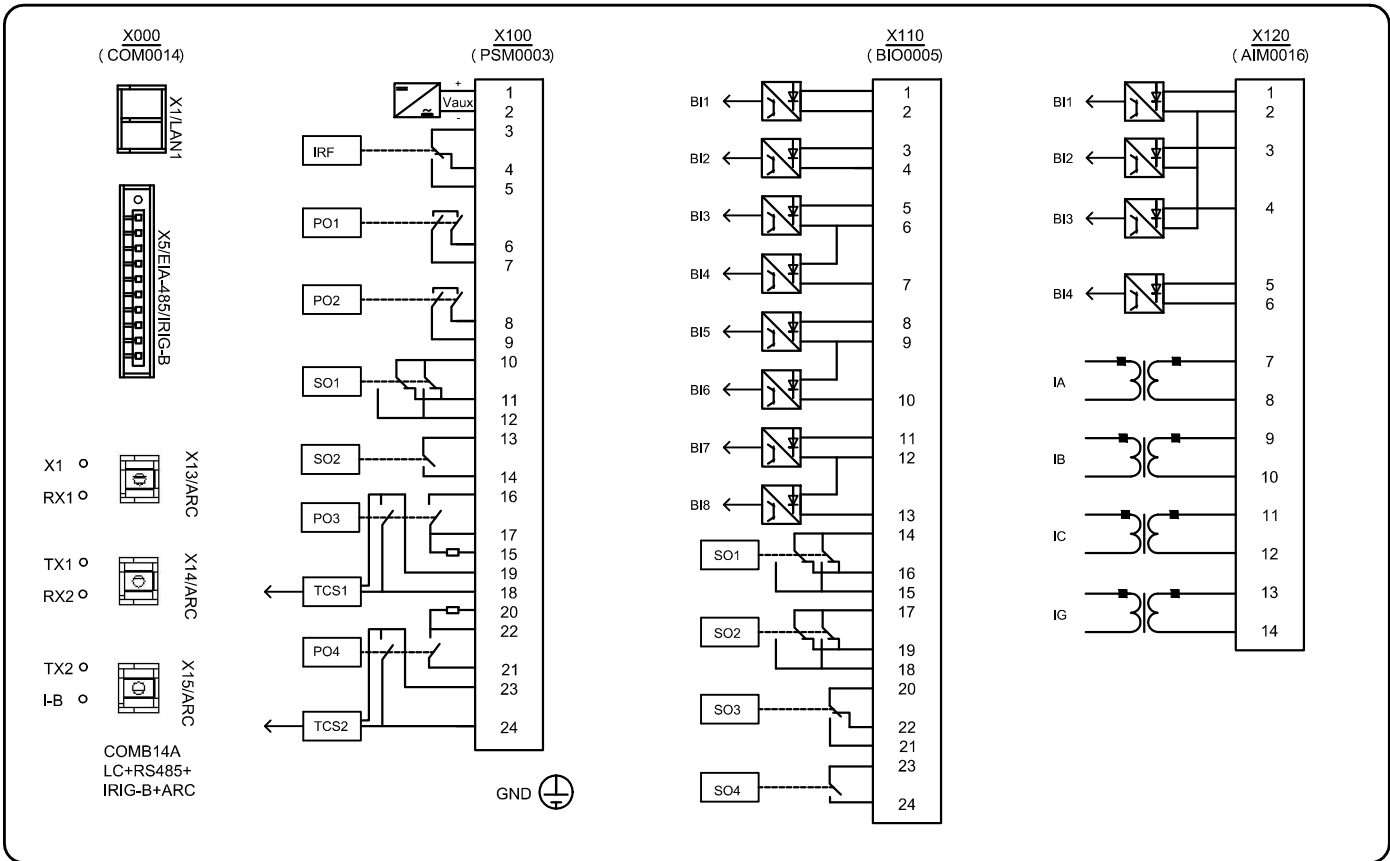 X000
( COM0014)
X1/LAN1
X5/EIA-485/IRIG-B
X1
RX1
X13/ARC
TX1
RX2
X14/ARC
TX2
I-B
X15/ARC
COMB14A
LC+RS485+
IRIG-B+ARC
X100
( PSM0003)
+
Vaux
-
1
2
3
IRF
4
5
PO1
6
7
PO2
8
9
10
SO1
11
12
13
SO2
14
16
PO3
17
15
19
TCS1
18
20
22
PO4
21
23
TCS2
24
GND
X110
( BIO0005)
BI1
1
2
BI2
3
4
BI3
5
6
BI4
7
BI5
8
9
BI6
10
BI7
11
12
BI8
13
14
SO1
16
15
17
SO2
19
18
20
SO3
22
21
23
SO4
24
X120
( AIM0016)
BI1
1
2
BI2
3
BI3
4
BI4
5
6
IA
7
8
IB
9
10
IC
11
12
IG
13
14